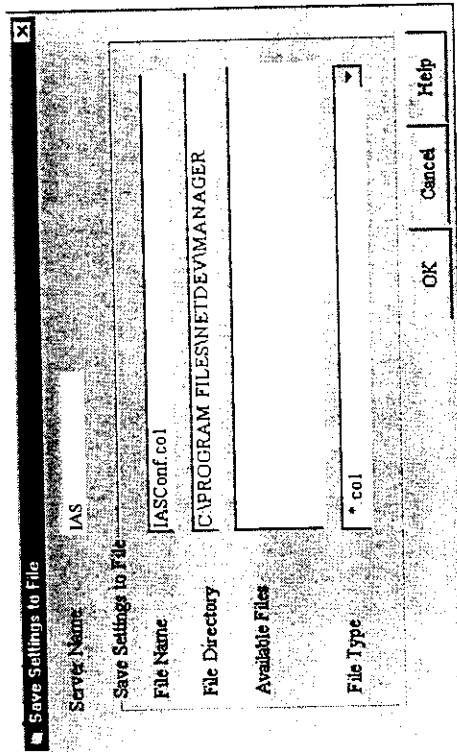 Save Settings to File
Server Name: IAS
Save Settings to File
File Name IASConf.col
File Directory C:\PROGRAM FILES\NETDEV\MANAGER
Available Files
File Type *.col
OK Cancel Help